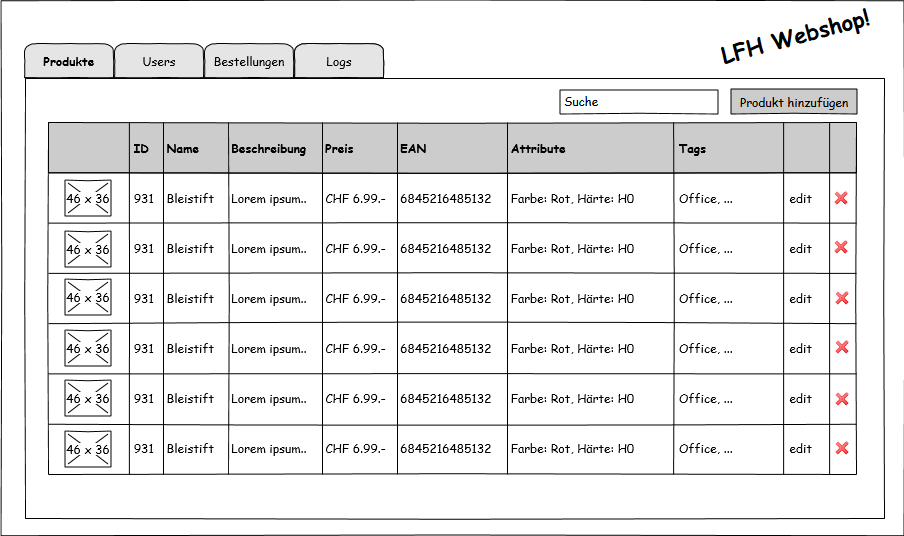 LFH Webshop!
Produkte Users Bestellungen Logs
Suche Produkt hinzufügen
ID Name Beschreibung Preis EAN Attribute Tags
46 x 36 931 Bleistift Lorem ipsum.. CHF 6.99.- 6845216485132 Farbe: Rot, Härte: H0 Office, ... edit
46 x 36 931 Bleistift Lorem ipsum.. CHF 6.99.- 6845216485132 Farbe: Rot, Härte: H0 Office, ... edit
46 x 36 931 Bleistift Lorem ipsum.. CHF 6.99.- 6845216485132 Farbe: Rot, Härte: H0 Office, ... edit
46 x 36 931 Bleistift Lorem ipsum.. CHF 6.99.- 6845216485132 Farbe: Rot, Härte: H0 Office, ... edit
46 x 36 931 Bleistift Lorem ipsum.. CHF 6.99.- 6845216485132 Farbe: Rot, Härte: H0 Office, ... edit
46 x 36 931 Bleistift Lorem ipsum.. CHF 6.99.- 6845216485132 Farbe: Rot, Härte: H0 Office, ... edit